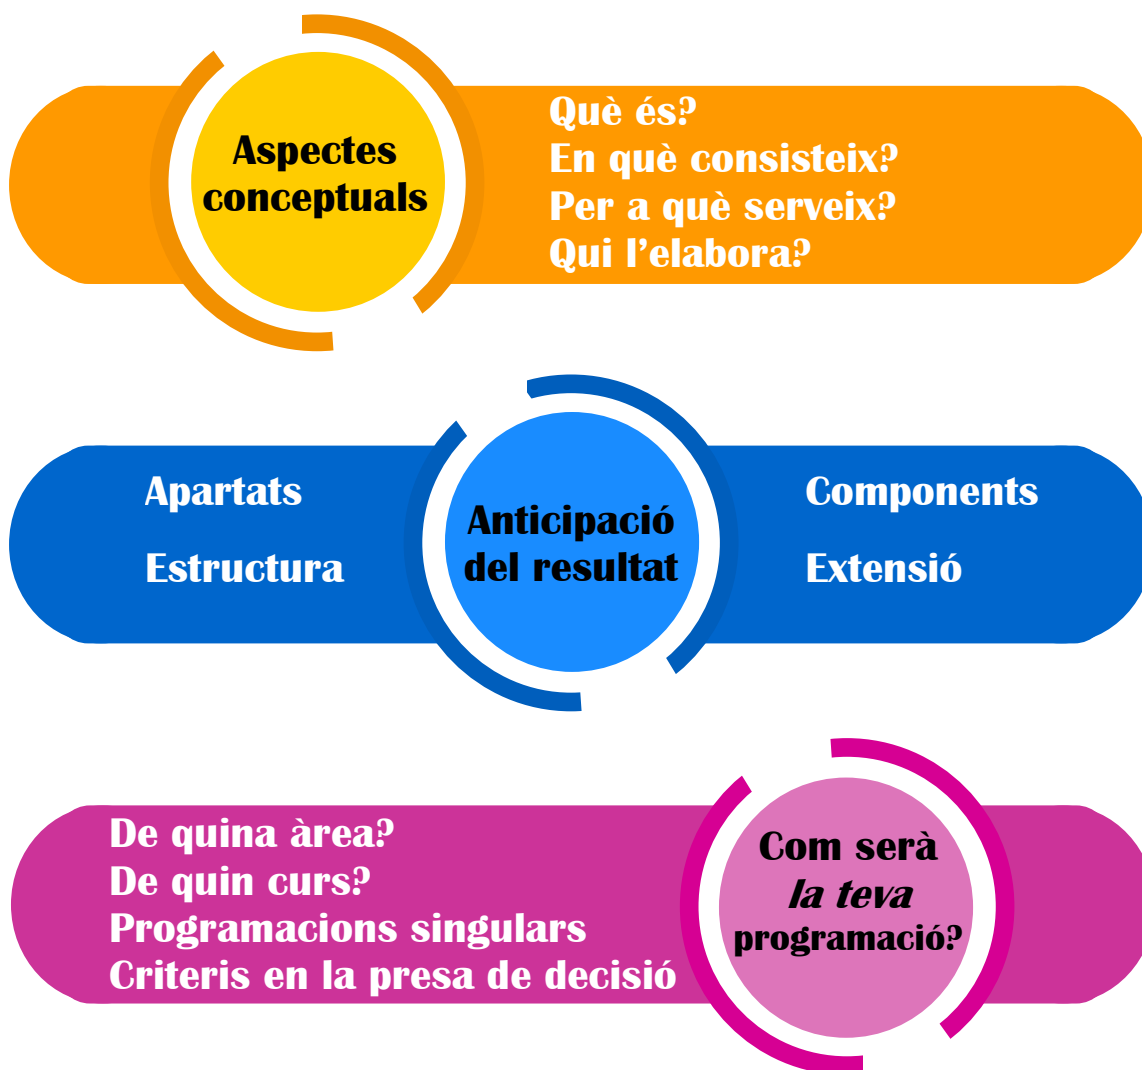 Aspectes
conceptuals
Què és?
En què consisteix?
Per a què serveix?
Qui l’elabora?
Apartats
Estructura
Anticipació
del resultat
Components
Extensió
De quina àrea?
De quin curs?
Programacions singulars
Criteris en la presa de decisió
Com serà
la teva
programació?